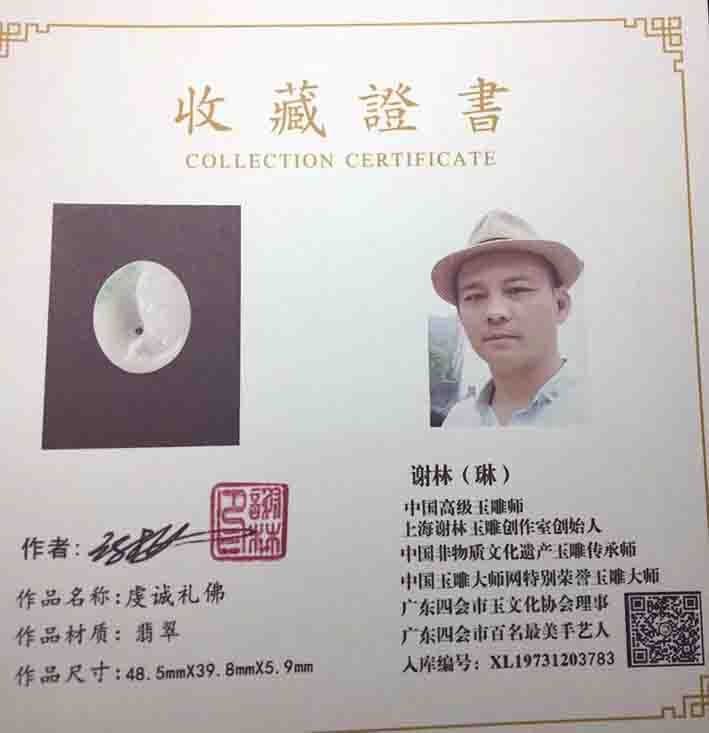 收藏證書
COLLECTION CERTIFICATE
作者:
謝林
作品名称:虔诚礼佛
作品材质: 翡翠
作品尺寸:48.5mmX39.8mmX5.9mm
谢林（琳）
中国高级玉雕师
上海谢林玉雕创作室创始人
中国非物质文化遗产玉雕传承师
中国玉雕大师网特别荣誉玉雕大师
广东四会市玉文化协会理事
广东四会市百名最美手艺人
入库编号: XL19731203783